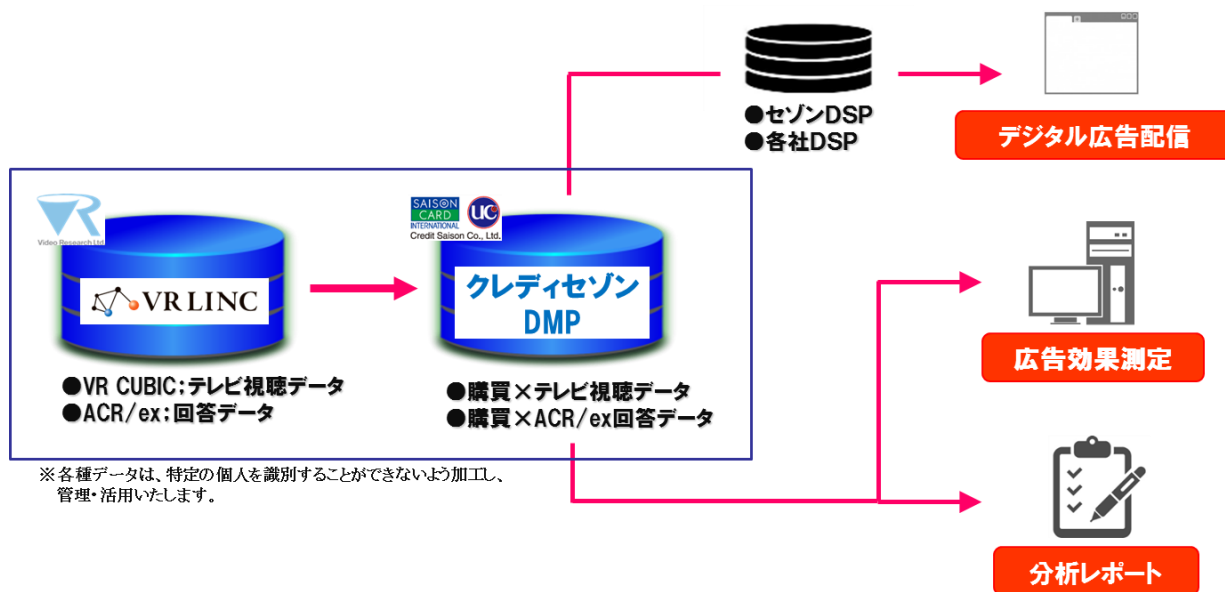 ●セゾンDSP
●各社DSP
デジタル広告配信
VR
Video Research Ltd.
VR LINC
●VR CUBIC;テレビ視聴データ
●ACR/ex;回答データ
SAISON
CARD
INTERNATIONAL
UC
Credit Saison Co., Ltd.
クレディセゾン
DMP
●購買×テレビ視聴データ
●購買×ACR/ex回答データ
※各種データは、特定の個人を識別することができないよう加工し、
管理・活用いたします。
広告効果測定
分析レポート